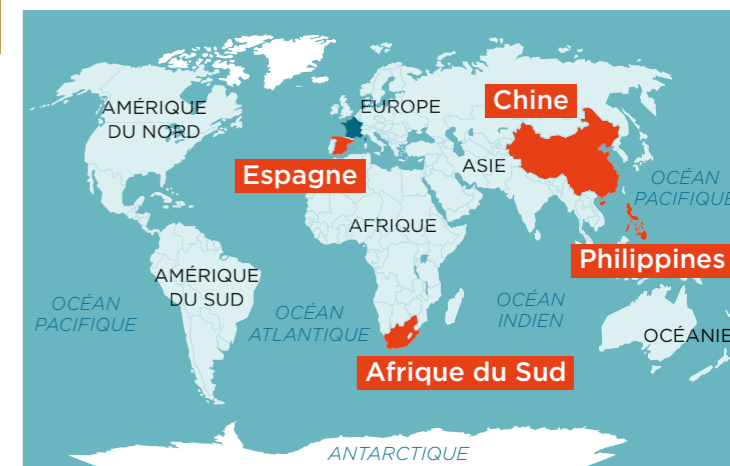 AMÉRIQUE
DU NORD
EUROPE
Chine
Espagne
ASIE
OCÉAN
PACIFIQUE
AFRIQUE
Philippines
AMÉRIQUE
DU SUD
OCÉAN
PACIFIQUE
OCÉAN
ATLANTIQUE
OCÉAN
INDIEN
OCÉANIE
Afrique du Sud
ANTARCTIQUE